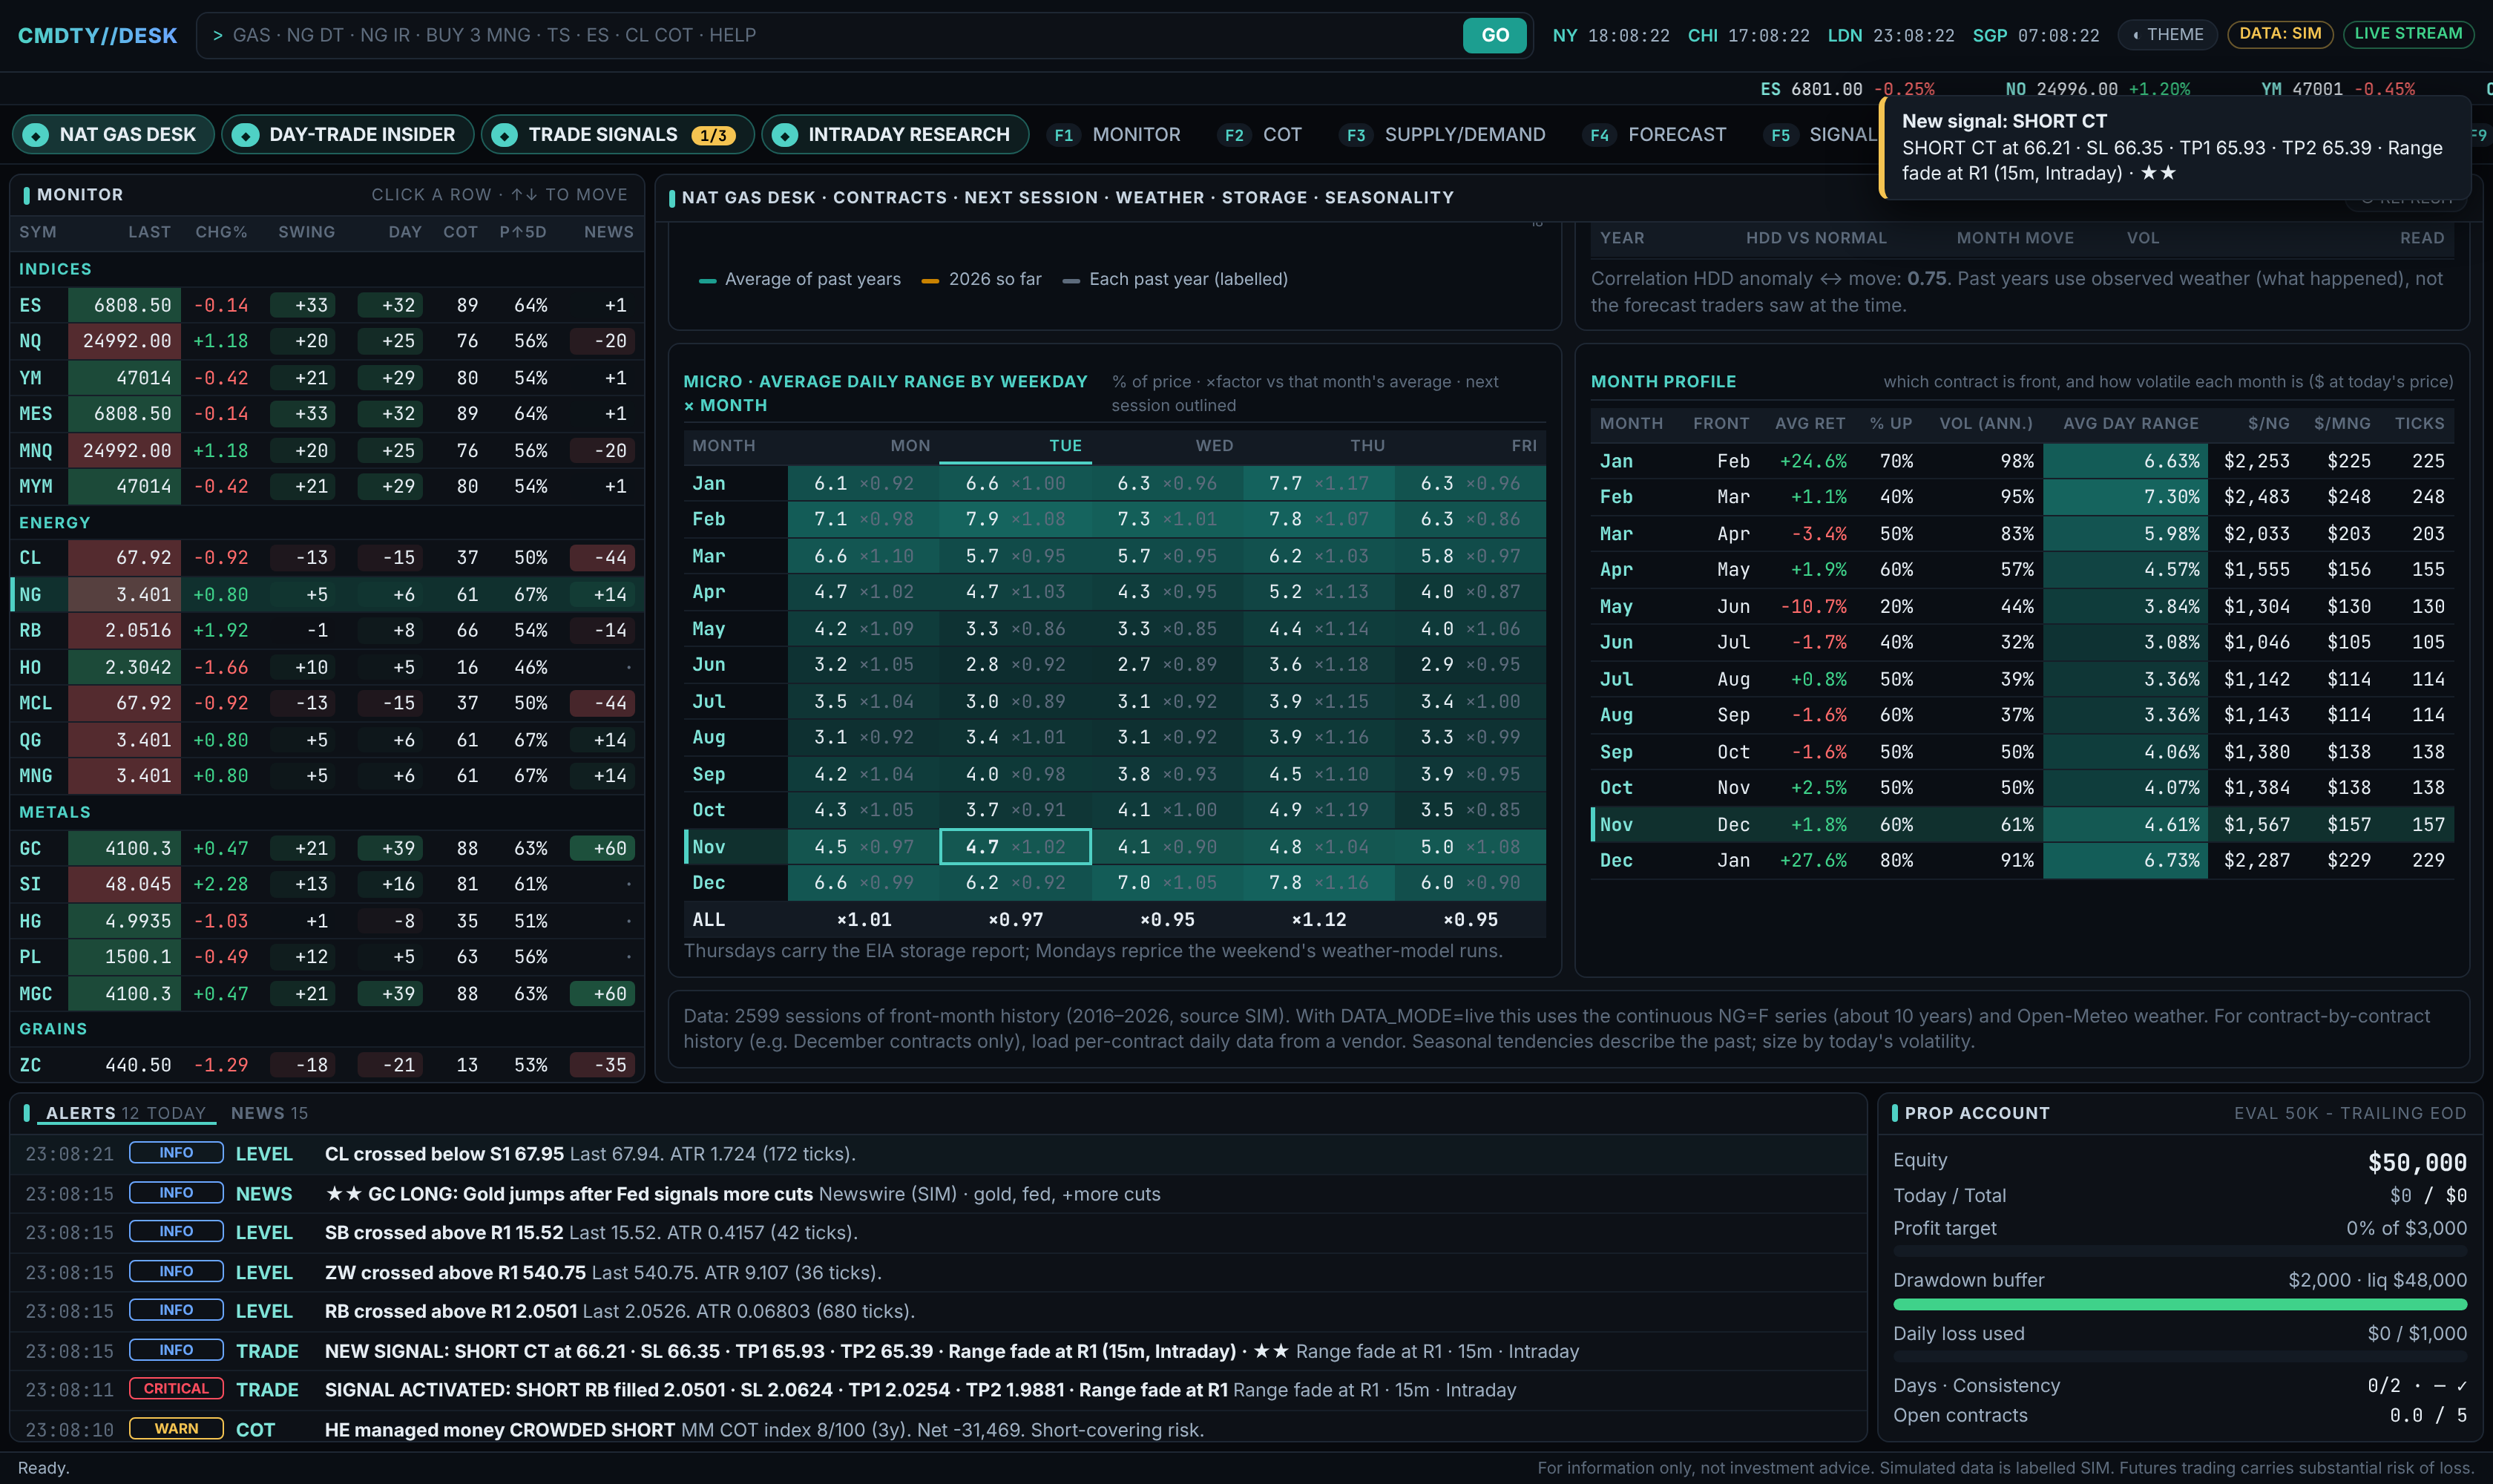 CMDTY//DESK
> GAS · NG DT · NG IR · BUY 3 MNG · TS · ES · CL COT · HELP
GO
NY 18:08:22 CHI 17:08:22 LDN 23:08:22 SGP 07:08:22
THEME
DATA: SIM
LIVE STREAM
ES 6801.00 -0.25% NQ 24996.00 +1.20% YM 47001 -0.45%
NAT GAS DESK
DAY-TRADE INSIDER
TRADE SIGNALS 1/3
INTRADAY RESEARCH
F1 MONITOR F2 COT F3 SUPPLY/DEMAND F4 FORECAST F5 SIGNAL F9
New signal: SHORT CT
SHORT CT at 66.21 · SL 66.35 · TP1 65.93 · TP2 65.39 · Range
fade at R1 (15m, Intraday) · ★★
MONITOR CLICK A ROW · ↑↓ TO MOVE
SYM LAST CHG% SWING DAY COT P↑5D NEWS
INDICES
ES 6808.50 -0.14 +33 +32 89 64% +1
NQ 24992.00 +1.18 +20 +25 76 56% -20
YM 47014 -0.42 +21 +29 80 54% +1
MES 6808.50 -0.14 +33 +32 89 64% +1
MNQ 24992.00 +1.18 +20 +25 76 56% -20
MYM 47014 -0.42 +21 +29 80 54% +1
ENERGY
CL 67.92 -0.92 -13 -15 37 50% -44
NG 3.401 +0.80 +5 +6 61 67% +14
RB 2.0516 +1.92 -1 +8 66 54% -14
HO 2.3042 -1.66 +10 +5 16 46% ·
MCL 67.92 -0.92 -13 -15 37 50% -44
QG 3.401 +0.80 +5 +6 61 67% +14
MNG 3.401 +0.80 +5 +6 61 67% +14
METALS
GC 4100.3 +0.47 +21 +39 88 63% +60
SI 48.045 +2.28 +13 +16 81 61% ·
HG 4.9935 -1.03 +1 -8 35 51% ·
PL 1500.1 -0.49 +12 +5 63 56% ·
MGC 4100.3 +0.47 +21 +39 88 63% +60
GRAINS
ZC 440.50 -1.29 -18 -21 13 53% -35
NAT GAS DESK · CONTRACTS · NEXT SESSION · WEATHER · STORAGE · SEASONALITY
Average of past years 2026 so far Each past year (labelled)
YEAR HDD VS NORMAL MONTH MOVE VOL READ
Correlation HDD anomaly ↔ move: 0.75. Past years use observed weather (what happened), not
the forecast traders saw at the time.
MICRO · AVERAGE DAILY RANGE BY WEEKDAY
× MONTH
% of price · ×factor vs that month's average · next
session outlined
MONTH MON TUE WED THU FRI
Jan 6.1 ×0.92 6.6 ×1.00 6.3 ×0.96 7.7 ×1.17 6.3 ×0.96
Feb 7.1 ×0.98 7.9 ×1.08 7.3 ×1.01 7.8 ×1.07 6.3 ×0.86
Mar 6.6 ×1.10 5.7 ×0.95 5.7 ×0.95 6.2 ×1.03 5.8 ×0.97
Apr 4.7 ×1.02 4.7 ×1.03 4.3 ×0.95 5.2 ×1.13 4.0 ×0.87
May 4.2 ×1.09 3.3 ×0.86 3.3 ×0.85 4.4 ×1.14 4.0 ×1.06
Jun 3.2 ×1.05 2.8 ×0.92 2.7 ×0.89 3.6 ×1.18 2.9 ×0.95
Jul 3.5 ×1.04 3.0 ×0.89 3.1 ×0.92 3.9 ×1.15 3.4 ×1.00
Aug 3.1 ×0.92 3.4 ×1.01 3.1 ×0.92 3.9 ×1.16 3.3 ×0.99
Sep 4.2 ×1.04 4.0 ×0.98 3.8 ×0.93 4.5 ×1.10 3.9 ×0.95
Oct 4.3 ×1.05 3.7 ×0.91 4.1 ×1.00 4.9 ×1.19 3.5 ×0.85
Nov 4.5 ×0.97 4.7 ×1.02 4.1 ×0.90 4.8 ×1.04 5.0 ×1.08
Dec 6.6 ×0.99 6.2 ×0.92 7.0 ×1.05 7.8 ×1.16 6.0 ×0.90
ALL ×1.01 ×0.97 ×0.95 ×1.12 ×0.95
Thursdays carry the EIA storage report; Mondays reprice the weekend's weather-model runs.
MONTH PROFILE which contract is front, and how volatile each month is ($ at today's price)
MONTH FRONT AVG RET % UP VOL (ANN.) AVG DAY RANGE $/NG $/MNG TICKS
Jan Feb +24.6% 70% 98% 6.63% $2,253 $225 225
Feb Mar +1.1% 40% 95% 7.30% $2,483 $248 248
Mar Apr -3.4% 50% 83% 5.98% $2,033 $203 203
Apr May +1.9% 60% 57% 4.57% $1,555 $156 155
May Jun -10.7% 20% 44% 3.84% $1,304 $130 130
Jun Jul -1.7% 40% 32% 3.08% $1,046 $105 105
Jul Aug +0.8% 50% 39% 3.36% $1,142 $114 114
Aug Sep -1.6% 60% 37% 3.36% $1,143 $114 114
Sep Oct -1.6% 50% 50% 4.06% $1,380 $138 138
Oct Nov +2.5% 50% 50% 4.07% $1,384 $138 138
Nov Dec +1.8% 60% 61% 4.61% $1,567 $157 157
Dec Jan +27.6% 80% 91% 6.73% $2,287 $229 229
Data: 2599 sessions of front-month history (2016–2026, source SIM). With DATA_MODE=live this uses the continuous NG=F series (about 10 years) and Open-Meteo weather. For contract-by-contract
history (e.g. December contracts only), load per-contract daily data from a vendor. Seasonal tendencies describe the past; size by today's volatility.
ALERTS 12 TODAY NEWS 15
23:08:21 INFO LEVEL CL crossed below S1 67.95 Last 67.94. ATR 1.724 (172 ticks).
23:08:15 INFO NEWS ★★ GC LONG: Gold jumps after Fed signals more cuts Newswire (SIM) · gold, fed, +more cuts
23:08:15 INFO LEVEL SB crossed above R1 15.52 Last 15.52. ATR 0.4157 (42 ticks).
23:08:15 INFO LEVEL ZW crossed above R1 540.75 Last 540.75. ATR 9.107 (36 ticks).
23:08:15 INFO LEVEL RB crossed above R1 2.0501 Last 2.0526. ATR 0.06803 (680 ticks).
23:08:15 INFO TRADE NEW SIGNAL: SHORT CT at 66.21 · SL 66.35 · TP1 65.93 · TP2 65.39 · Range fade at R1 (15m, Intraday) · ★★ Range fade at R1 · 15m · Intraday
23:08:11 CRITICAL TRADE SIGNAL ACTIVATED: SHORT RB filled 2.0501 · SL 2.0624 · TP1 2.0254 · TP2 1.9881 · Range fade at R1 Range fade at R1 · 15m · Intraday
23:08:10 WARN COT HE managed money CROWDED SHORT MM COT index 8/100 (3y). Net -31,469. Short-covering risk.
PROP ACCOUNT EVAL 50K - TRAILING EOD
Equity $50,000
Today / Total $0 / $0
Profit target 0% of $3,000
Drawdown buffer $2,000 · liq $48,000
Daily loss used $0 / $1,000
Days · Consistency 0/2 · — ✓
Open contracts 0.0 / 5
Ready.
For information only, not investment advice. Simulated data is labelled SIM. Futures trading carries substantial risk of loss.